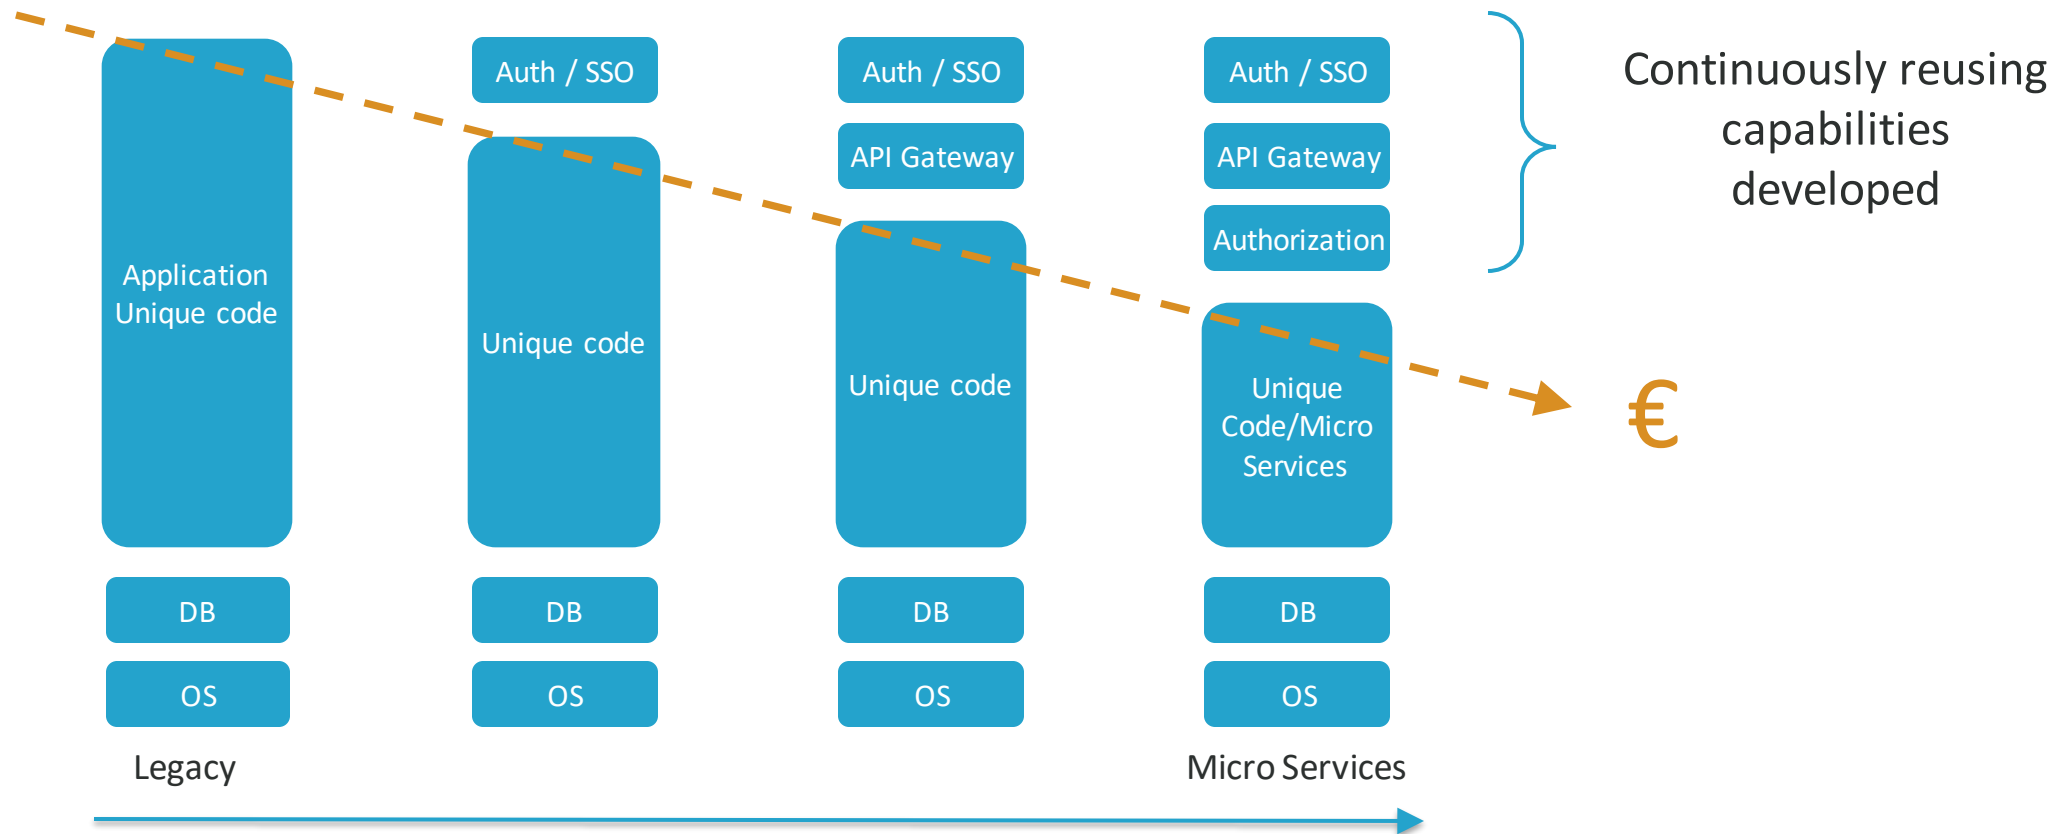 Application
Unique code
DB
OS
Legacy
Auth / SSO
Unique code
DB
OS
Auth / SSO
API Gateway
Unique code
DB
OS
Auth / SSO
API Gateway
Authorization
Unique
Code/Micro
Services
DB
OS
Micro Services
Continuously reusing
capabilities
developed
€